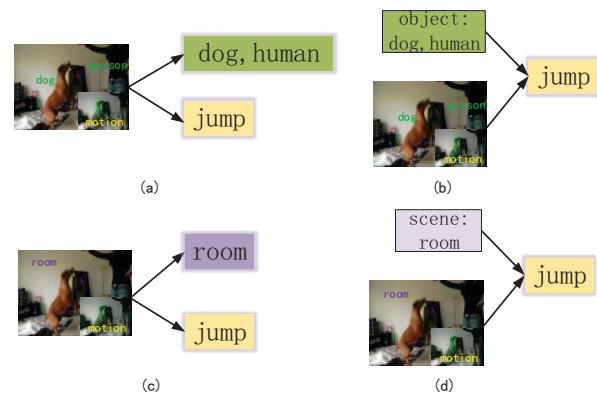 dog,human
person
dog
motion
jump
(a)
object:
dog,human
person
dog
motion
jump
(b)
room
room
motion
jump
(c)
scene:
room
room
motion
jump
(d)